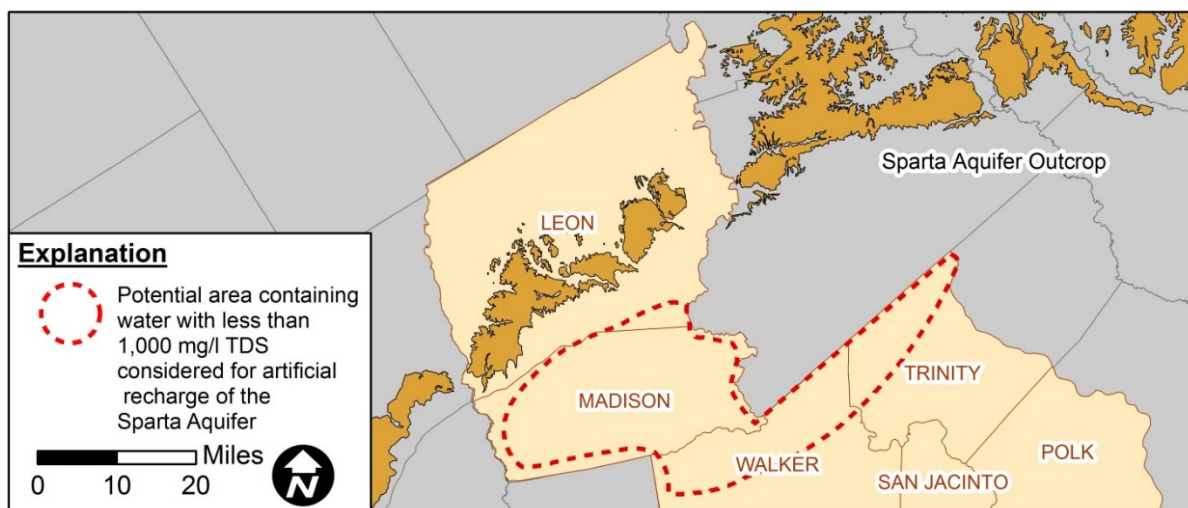 Sparta Aquifer Outcrop
LEON
MADISON
TRINITY
WALKER
POLK
SAN JACINTO
Explanation
Potential area containing
water with less than
1,000 mg/l TDS
considered for artificial
recharge of the
Sparta Aquifer
Miles
0 10 20
N